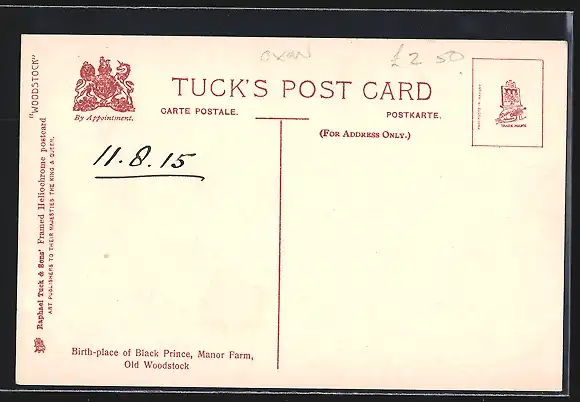 OXON
£2 50
TUCK'S POST CARD
By Appointment.
CARTE POSTALE.
POSTKARTE.
(FOR ADDRESS ONLY.)
TRADE MARK
11.8.15
"WOODSTOCK"
Raphael Tuck & Sons' Framed Heliochrome postcard
ART PUBLISHERS TO THEIR MAJESTIES THE KING & QUEEN.
Birth-place of Black Prince, Manor Farm,
Old Woodstock